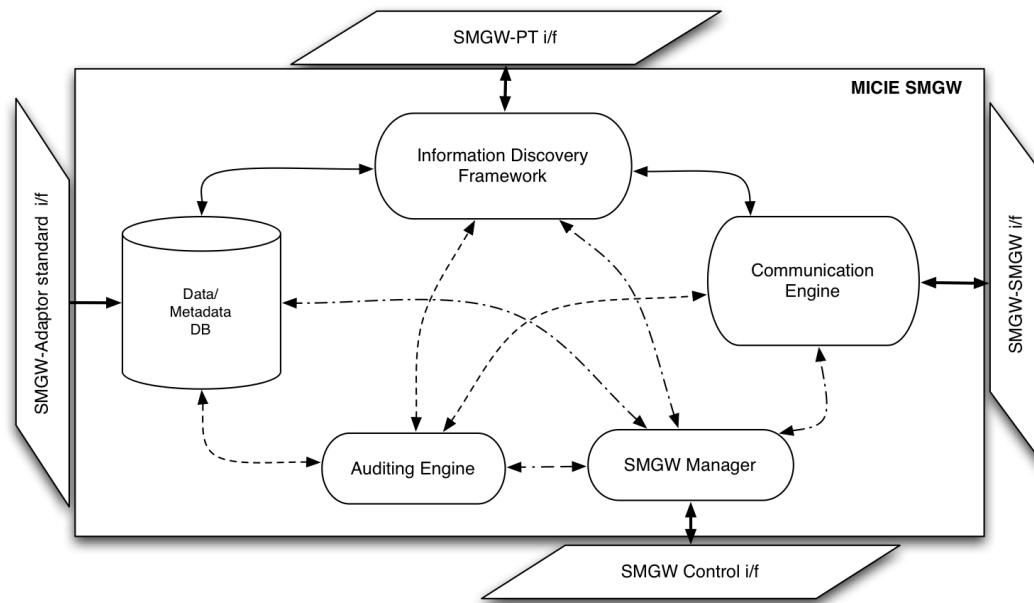 SMGW-PT i/f
MICIE SMGW
Information Discovery
Framework
SMGW-Adaptor standard i/f
Data/
Metadata
DB
Communication
Engine
SMGW-SMGW i/f
Auditing Engine
SMGW Manager
SMGW Control i/f